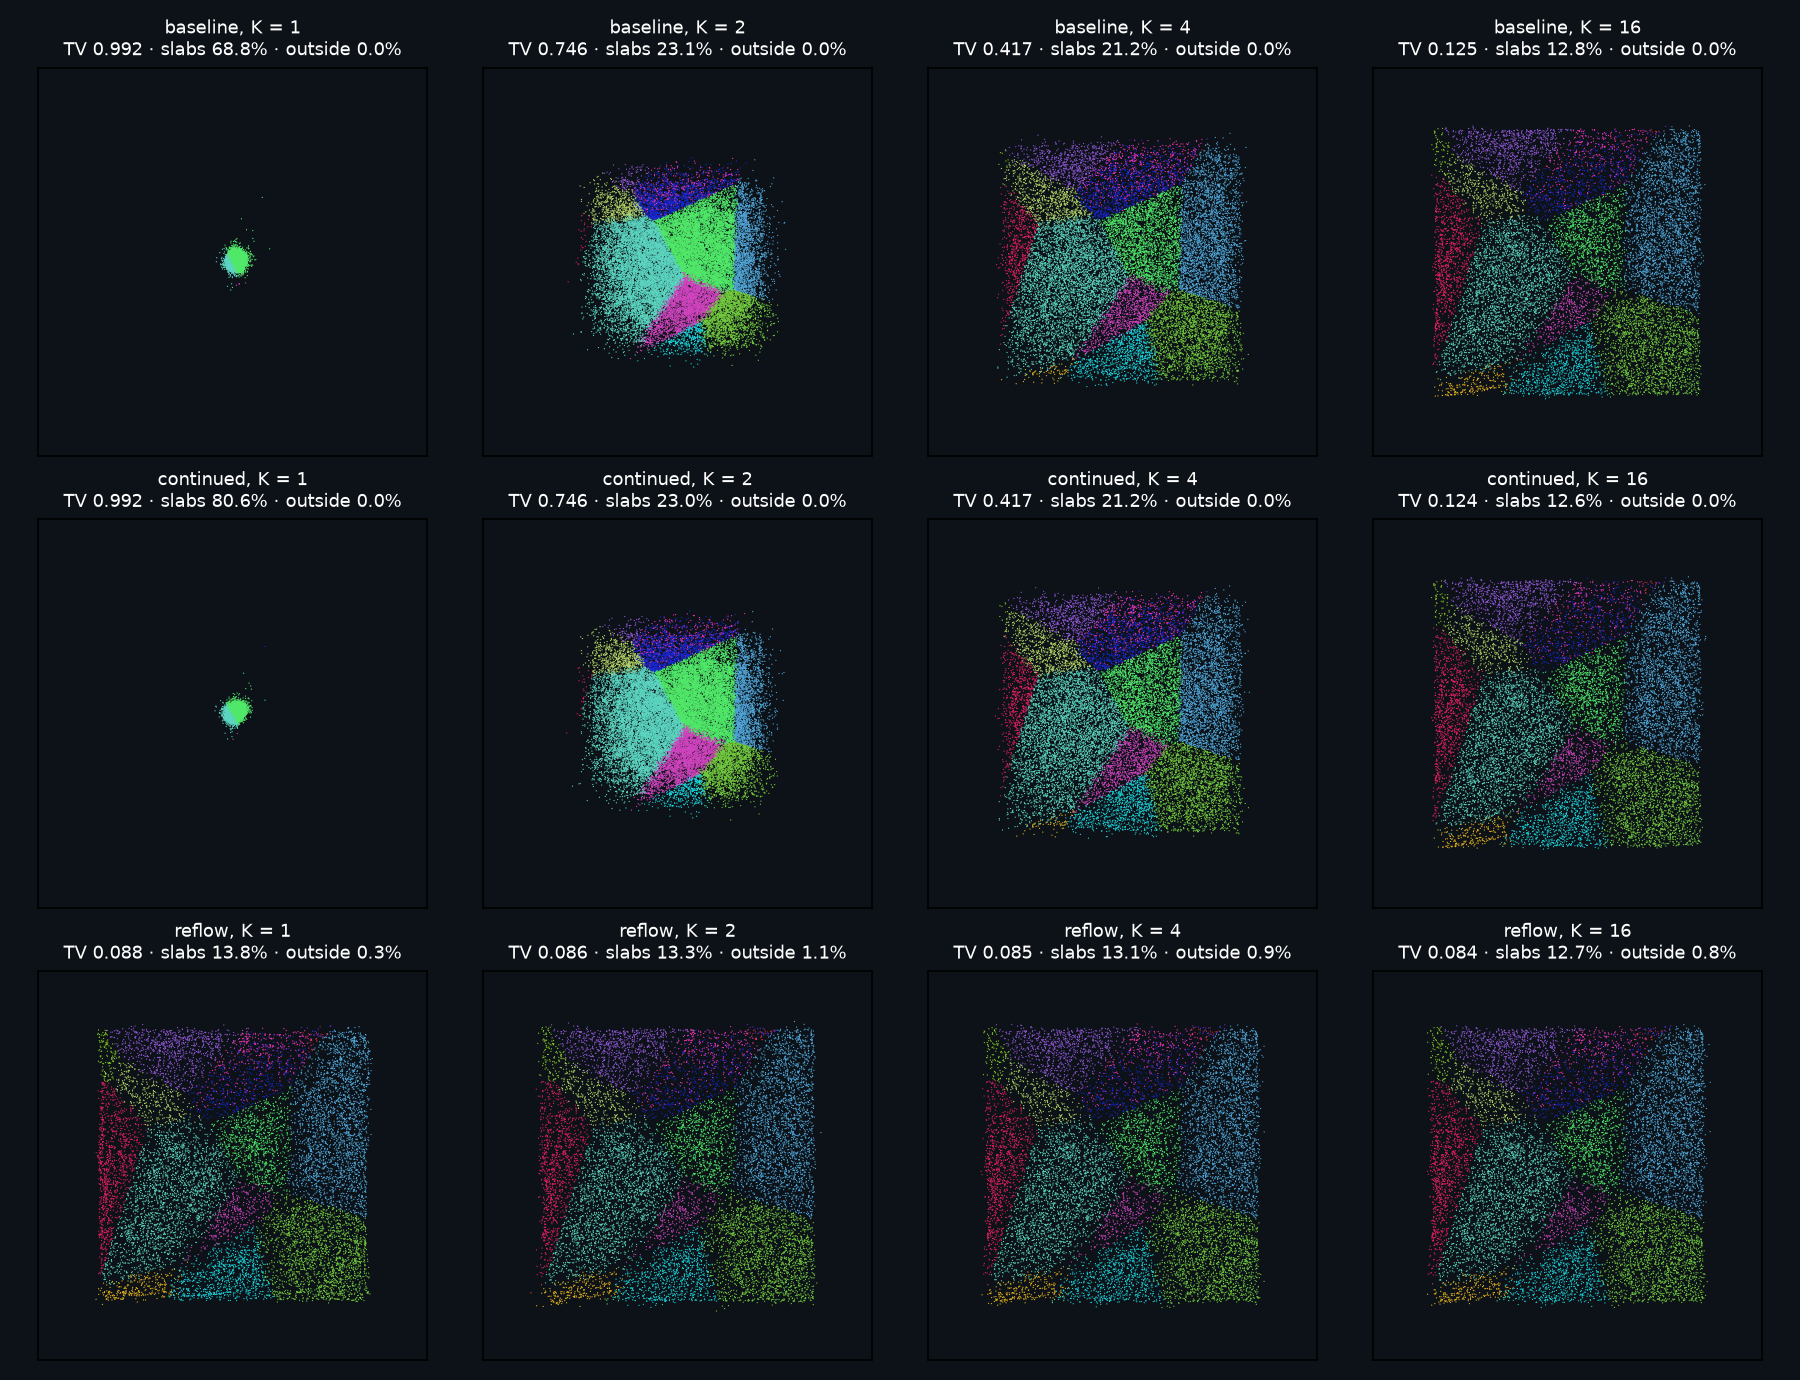 baseline, K = 1
TV 0.992 · slabs 68.8% · outside 0.0%
baseline, K = 2
TV 0.746 · slabs 23.1% · outside 0.0%
baseline, K = 4
TV 0.417 · slabs 21.2% · outside 0.0%
baseline, K = 16
TV 0.125 · slabs 12.8% · outside 0.0%
continued, K = 1
TV 0.992 · slabs 80.6% · outside 0.0%
continued, K = 2
TV 0.746 · slabs 23.0% · outside 0.0%
continued, K = 4
TV 0.417 · slabs 21.2% · outside 0.0%
continued, K = 16
TV 0.124 · slabs 12.6% · outside 0.0%
reflow, K = 1
TV 0.088 · slabs 13.8% · outside 0.3%
reflow, K = 2
TV 0.086 · slabs 13.3% · outside 1.1%
reflow, K = 4
TV 0.085 · slabs 13.1% · outside 0.9%
reflow, K = 16
TV 0.084 · slabs 12.7% · outside 0.8%